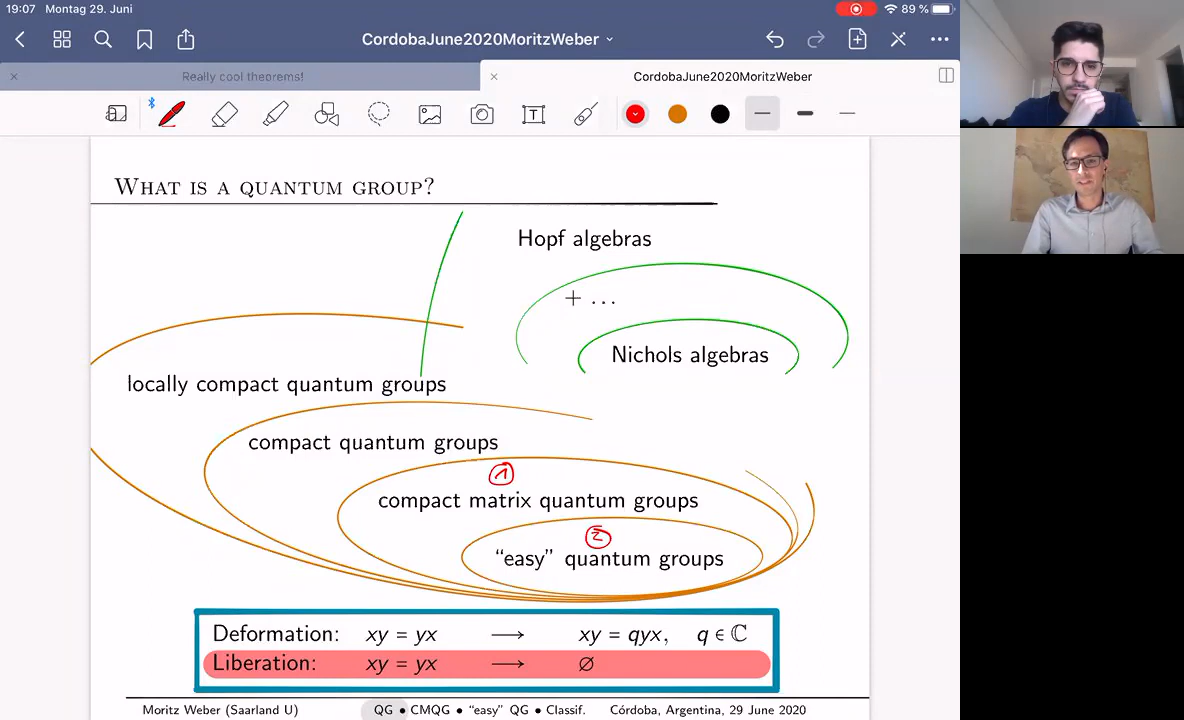 19:07 Montag 29. Juni
89 %
CordobaJune2020MoritzWeber
Really cool theorems!
CordobaJune2020MoritzWeber
T
WHAT IS A QUANTUM GROUP?
Hopf algebras
+ ...
Nichols algebras
locally compact quantum groups
compact quantum groups
1
compact matrix quantum groups
2
“easy” quantum groups
Deformation: xy = yx ⟶ xy = qyx, q ∈ ℂ
Liberation: xy = yx ⟶ ∅
Moritz Weber (Saarland U) QG • CMQG • “easy” QG • Classif. Córdoba, Argentina, 29 June 2020